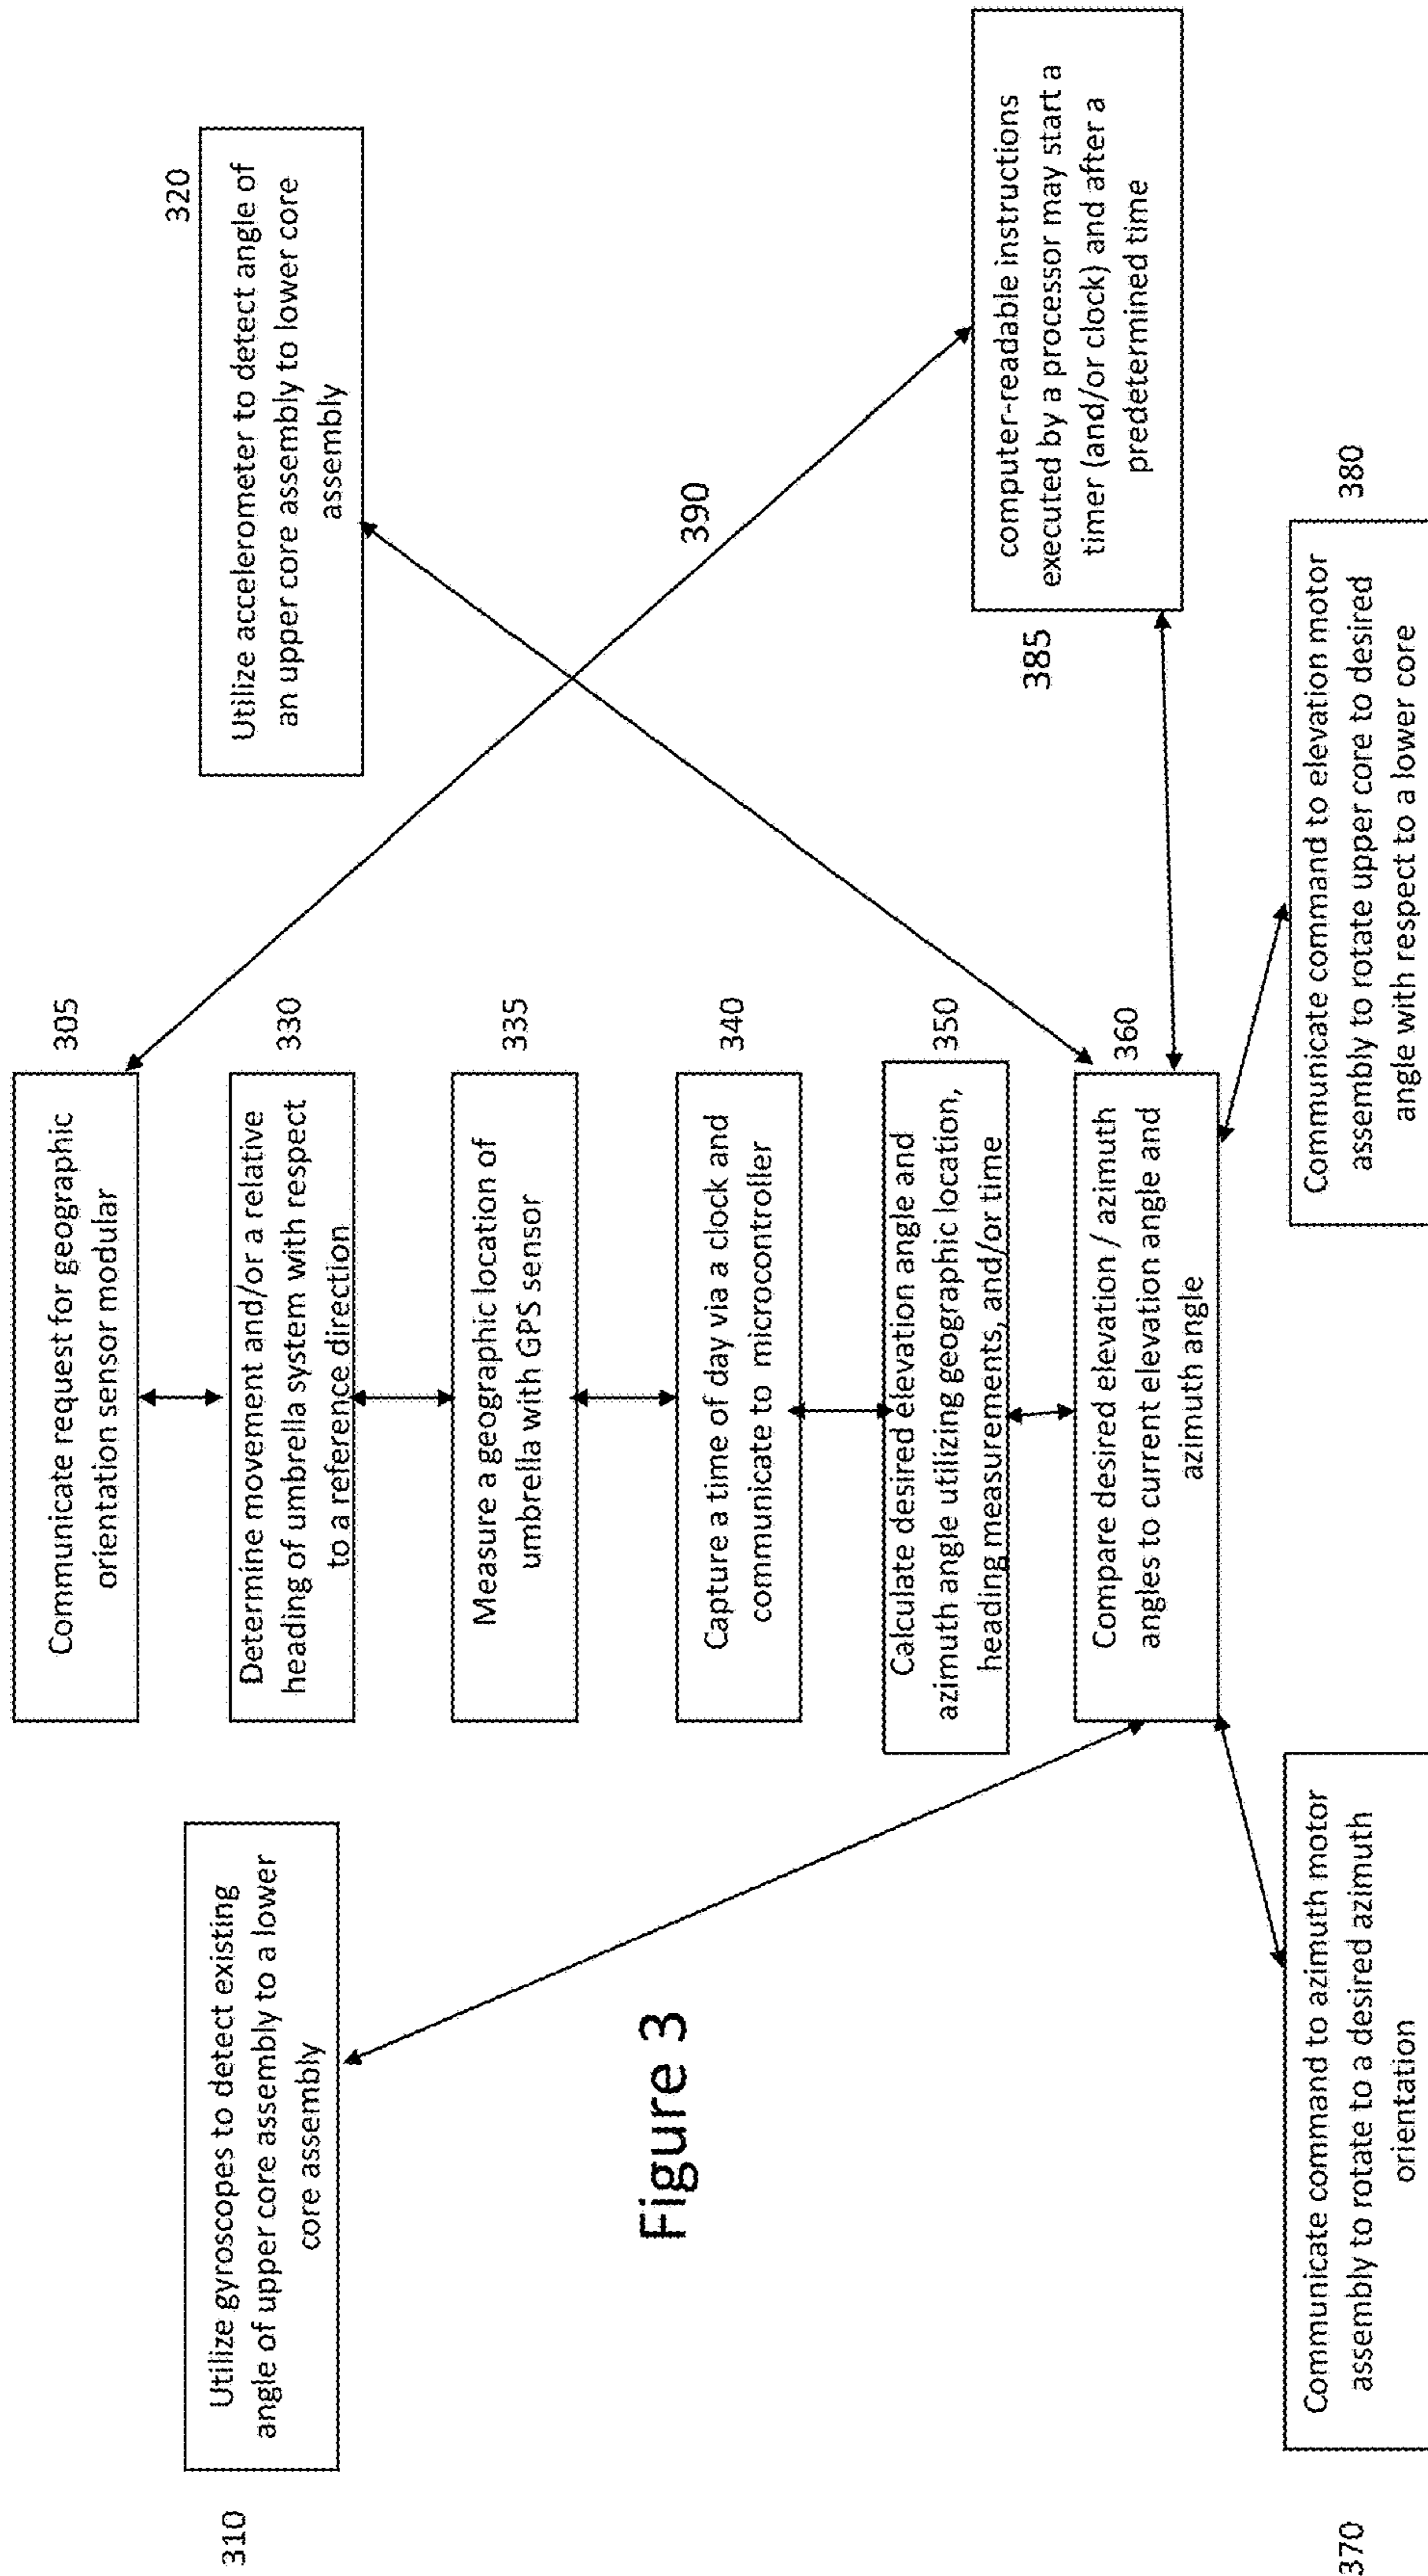 305
Communicate request for geographic
orientation sensor modular
310
Utilize gyroscopes to detect existing
angle of upper core assembly to a lower
core assembly
320
Utilize accelerometer to detect angle of
an upper core assembly to lower core
assembly
330
Determine movement and/or a relative
heading of umbrella system with respect
to a reference direction
335
Measure a geographic location of
umbrella with GPS sensor
340
Capture a time of day via a clock and
communicate to microcontroller
350
Calculate desired elevation angle and
azimuth angle utilizing geographic location,
heading measurements, and/or time
360
Compare desired elevation / azimuth
angles to current elevation angle and
azimuth angle
390
385
computer-readable instructions
executed by a processor may start a
timer (and/or clock) and after a
predetermined time
370
Communicate command to azimuth motor
assembly to rotate to a desired azimuth
orientation
380
Communicate command to elevation motor
assembly to rotate upper core to desired
angle with respect to a lower core
Figure 3